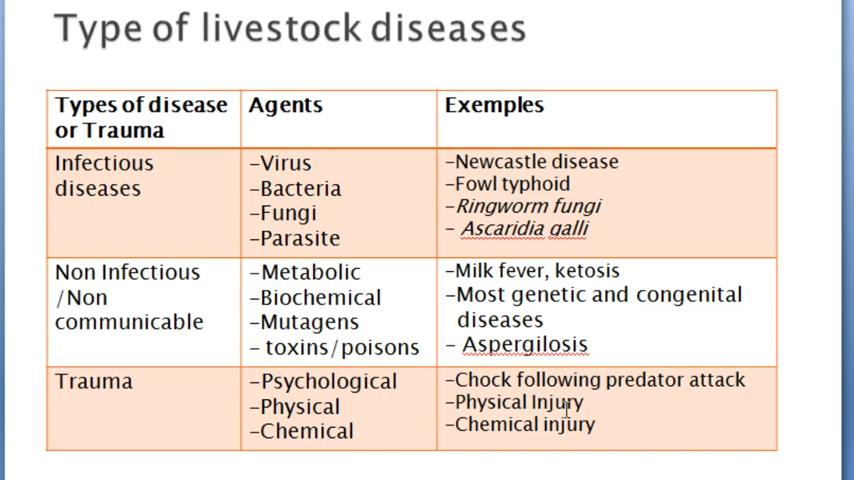 Type of livestock diseases
Types of disease
or Trauma
Agents
Exemples
Infectious
diseases
-Virus
-Bacteria
-Fungi
-Parasite
-Newcastle disease
-Fowl typhoid
-Ringworm fungi
- Ascaridia galli
Non Infectious
/Non
communicable
-Metabolic
-Biochemical
-Mutagens
- toxins/poisons
-Milk fever, ketosis
-Most genetic and congenital
diseases
- Aspergilosis
Trauma
-Psychological
-Physical
-Chemical
-Chock following predator attack
-Physical Injury
-Chemical injury